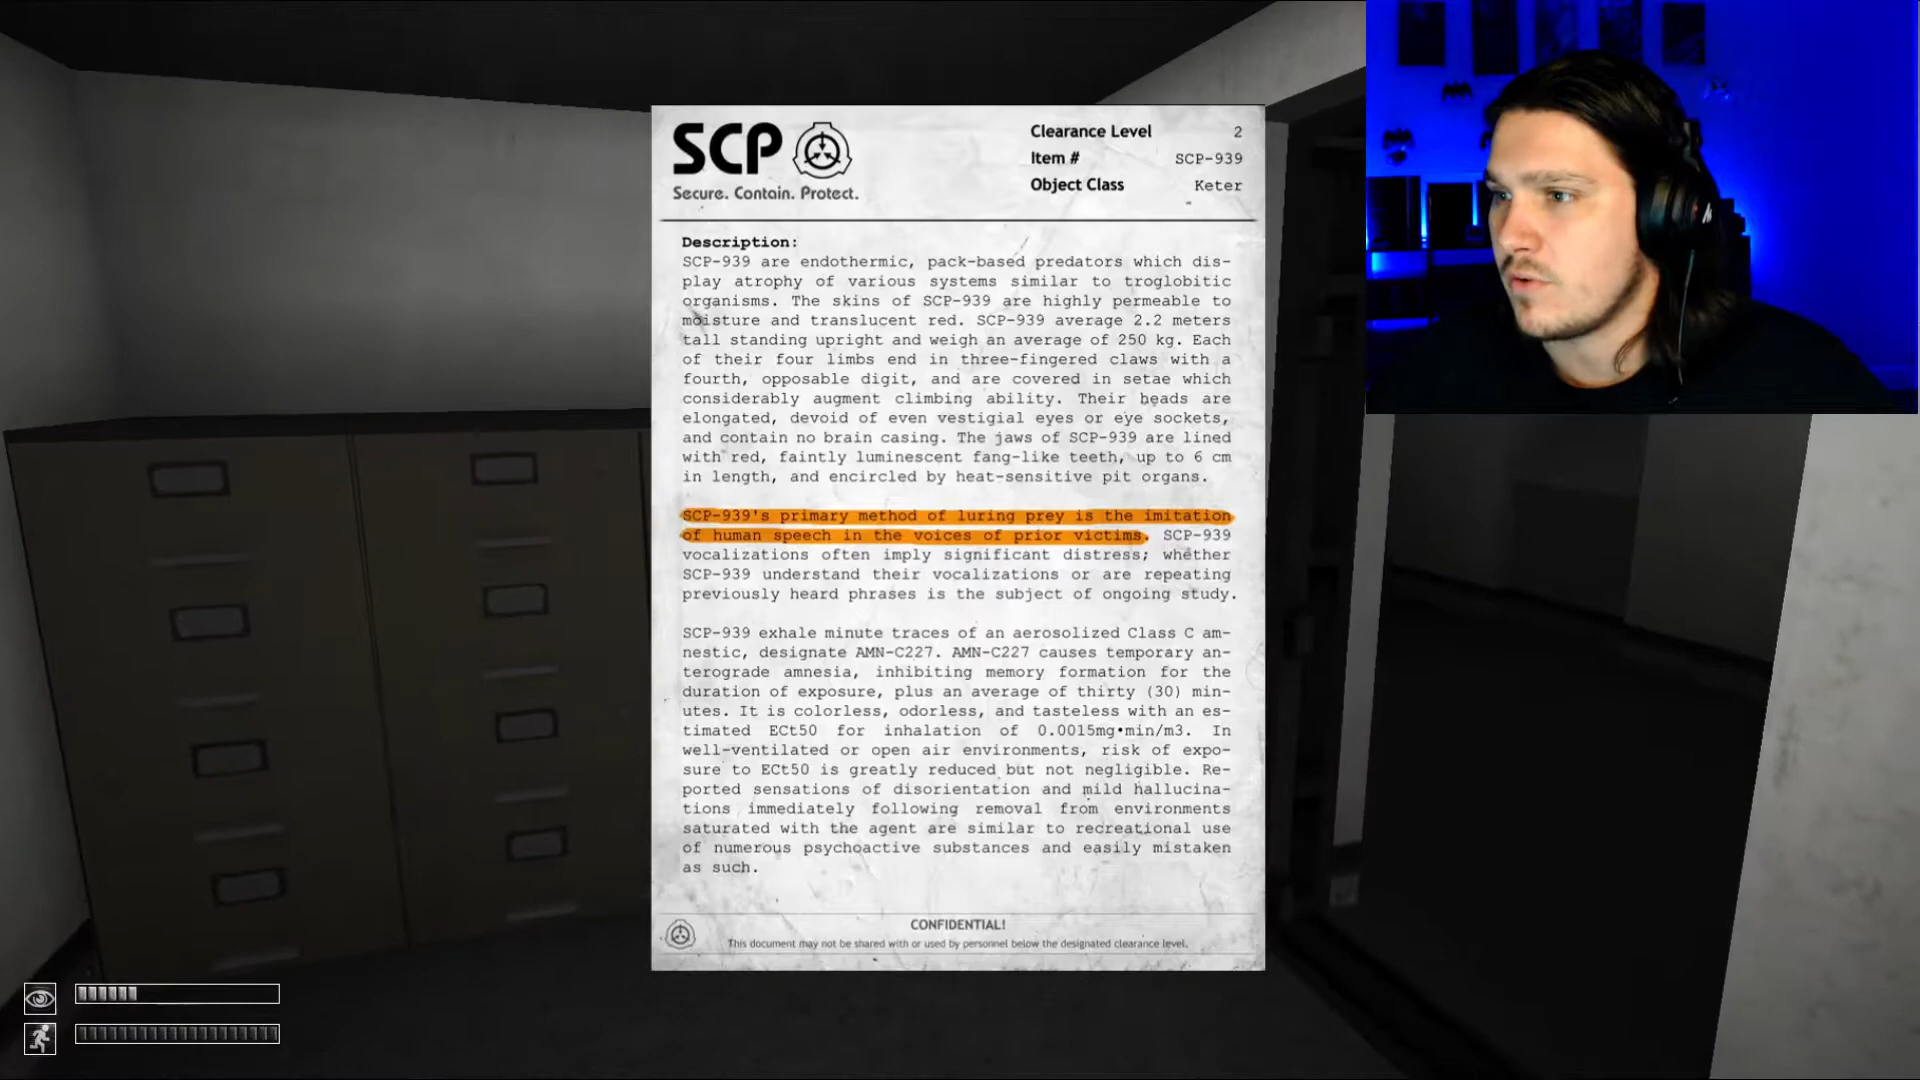 SCP
Secure. Contain. Protect.
Clearance Level 2
Item # SCP-939
Object Class Keter
Description:
SCP-939 are endothermic, pack-based predators which dis-
play atrophy of various systems similar to troglobitic
organisms. The skins of SCP-939 are highly permeable to
moisture and translucent red. SCP-939 average 2.2 meters
tall standing upright and weigh an average of 250 kg. Each
of their four limbs end in three-fingered claws with a
fourth, opposable digit, and are covered in setae which
considerably augment climbing ability. Their heads are
elongated, devoid of even vestigial eyes or eye sockets,
and contain no brain casing. The jaws of SCP-939 are lined
with red, faintly luminescent fang-like teeth, up to 6 cm
in length, and encircled by heat-sensitive pit organs.
SCP-939's primary method of luring prey is the imitation
of human speech in the voices of prior victims. SCP-939
vocalizations often imply significant distress; whether
SCP-939 understand their vocalizations or are repeating
previously heard phrases is the subject of ongoing study.
SCP-939 exhale minute traces of an aerosolized Class C am-
nestic, designate AMN-C227. AMN-C227 causes temporary an-
terograde amnesia, inhibiting memory formation for the
duration of exposure, plus an average of thirty (30) min-
utes. It is colorless, odorless, and tasteless with an es-
timated ECt50 for inhalation of 0.0015mg•min/m3. In
well-ventilated or open air environments, risk of expo-
sure to ECt50 is greatly reduced but not negligible. Re-
ported sensations of disorientation and mild hallucina-
tions immediately following removal from environments
saturated with the agent are similar to recreational use
of numerous psychoactive substances and easily mistaken
as such.
CONFIDENTIAL!
This document may not be shared with or used by personnel below the designated clearance level.